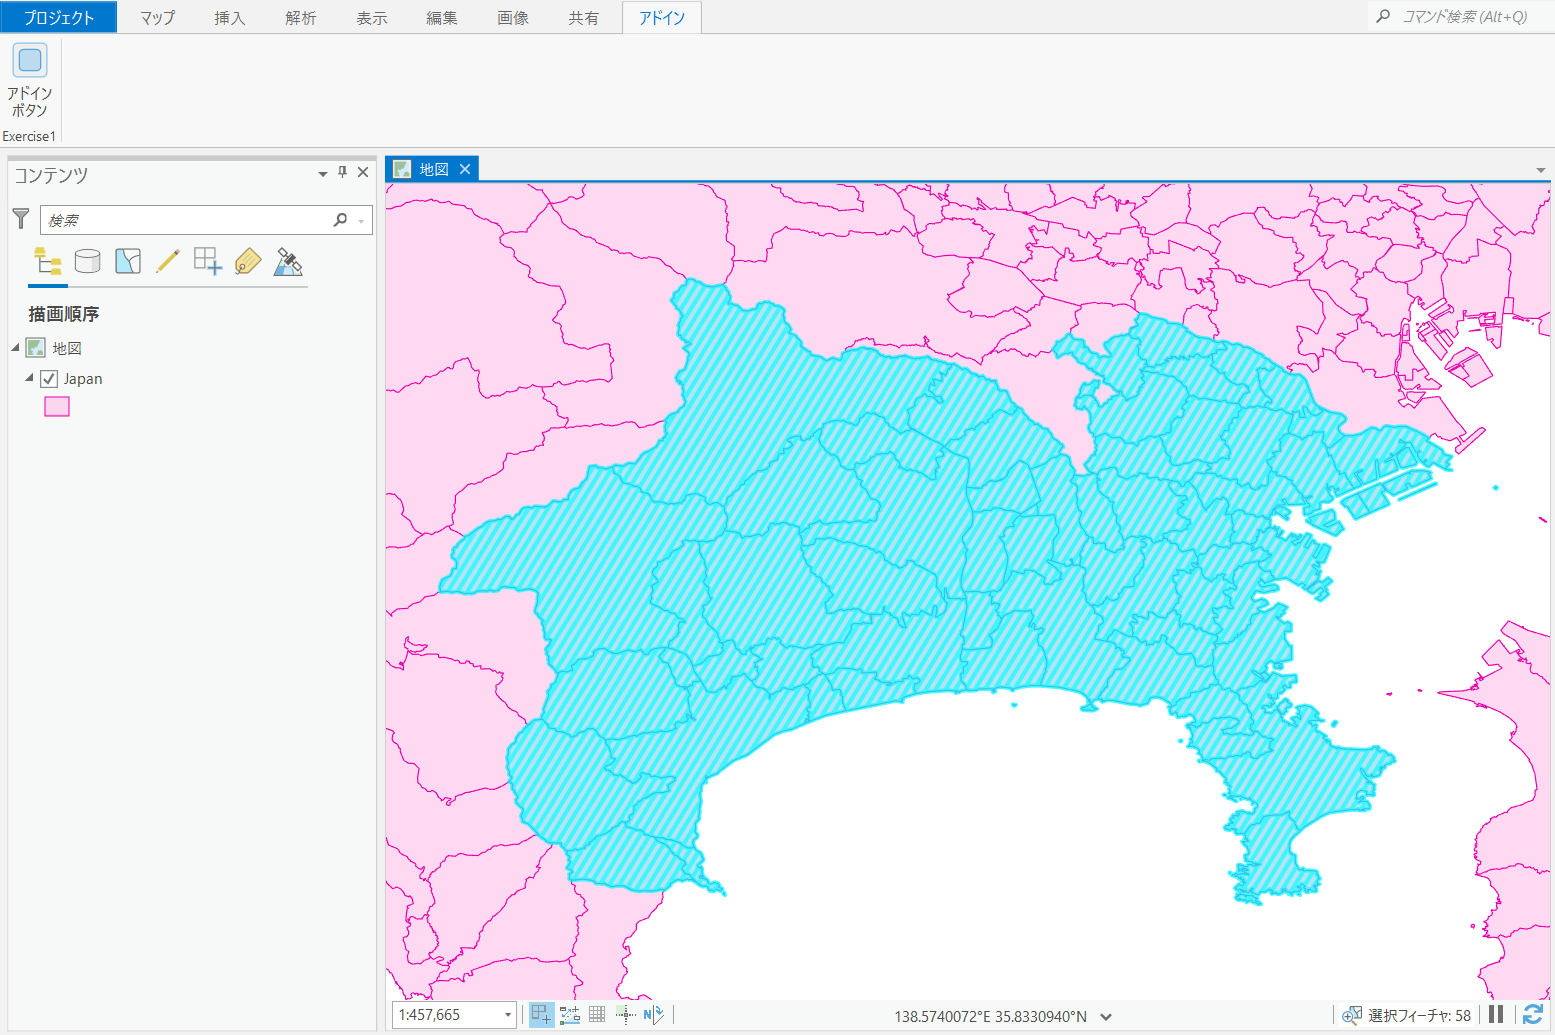 プロジェクト マップ 挿入 解析 表示 編集 画像 共有 アドイン コマンド検索 (Alt+Q)
アドイン
ボタン
Exercise1
コンテンツ
検索
描画順序
地図
Japan
地図
1:457,665
N
138.5740072°E 35.8330940°N
選択フィーチャ: 58